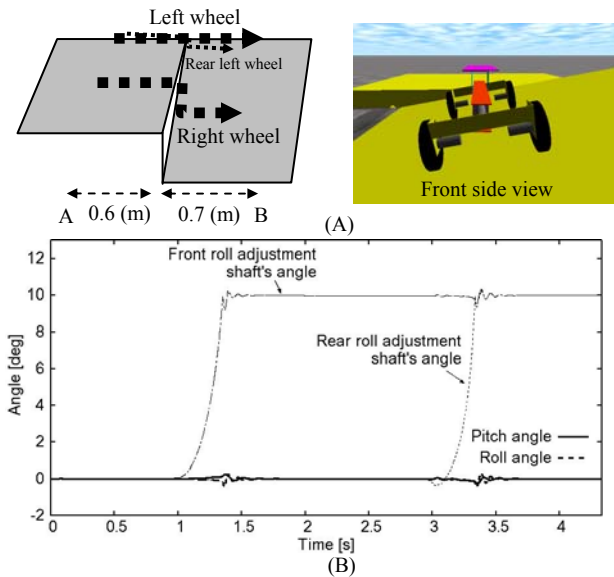 Left wheel
Rear left wheel
Right wheel
A 0.6 (m) 0.7 (m) B
Front side view
(A)
12
10
8
6
4
2
0
-2
Angle [deg]
Front roll adjustment
shaft's angle
Rear roll adjustment
shaft's angle
Pitch angle
Roll angle
0 0.5 1 1.5 2 2.5 3 3.5 4
Time [s]
(B)